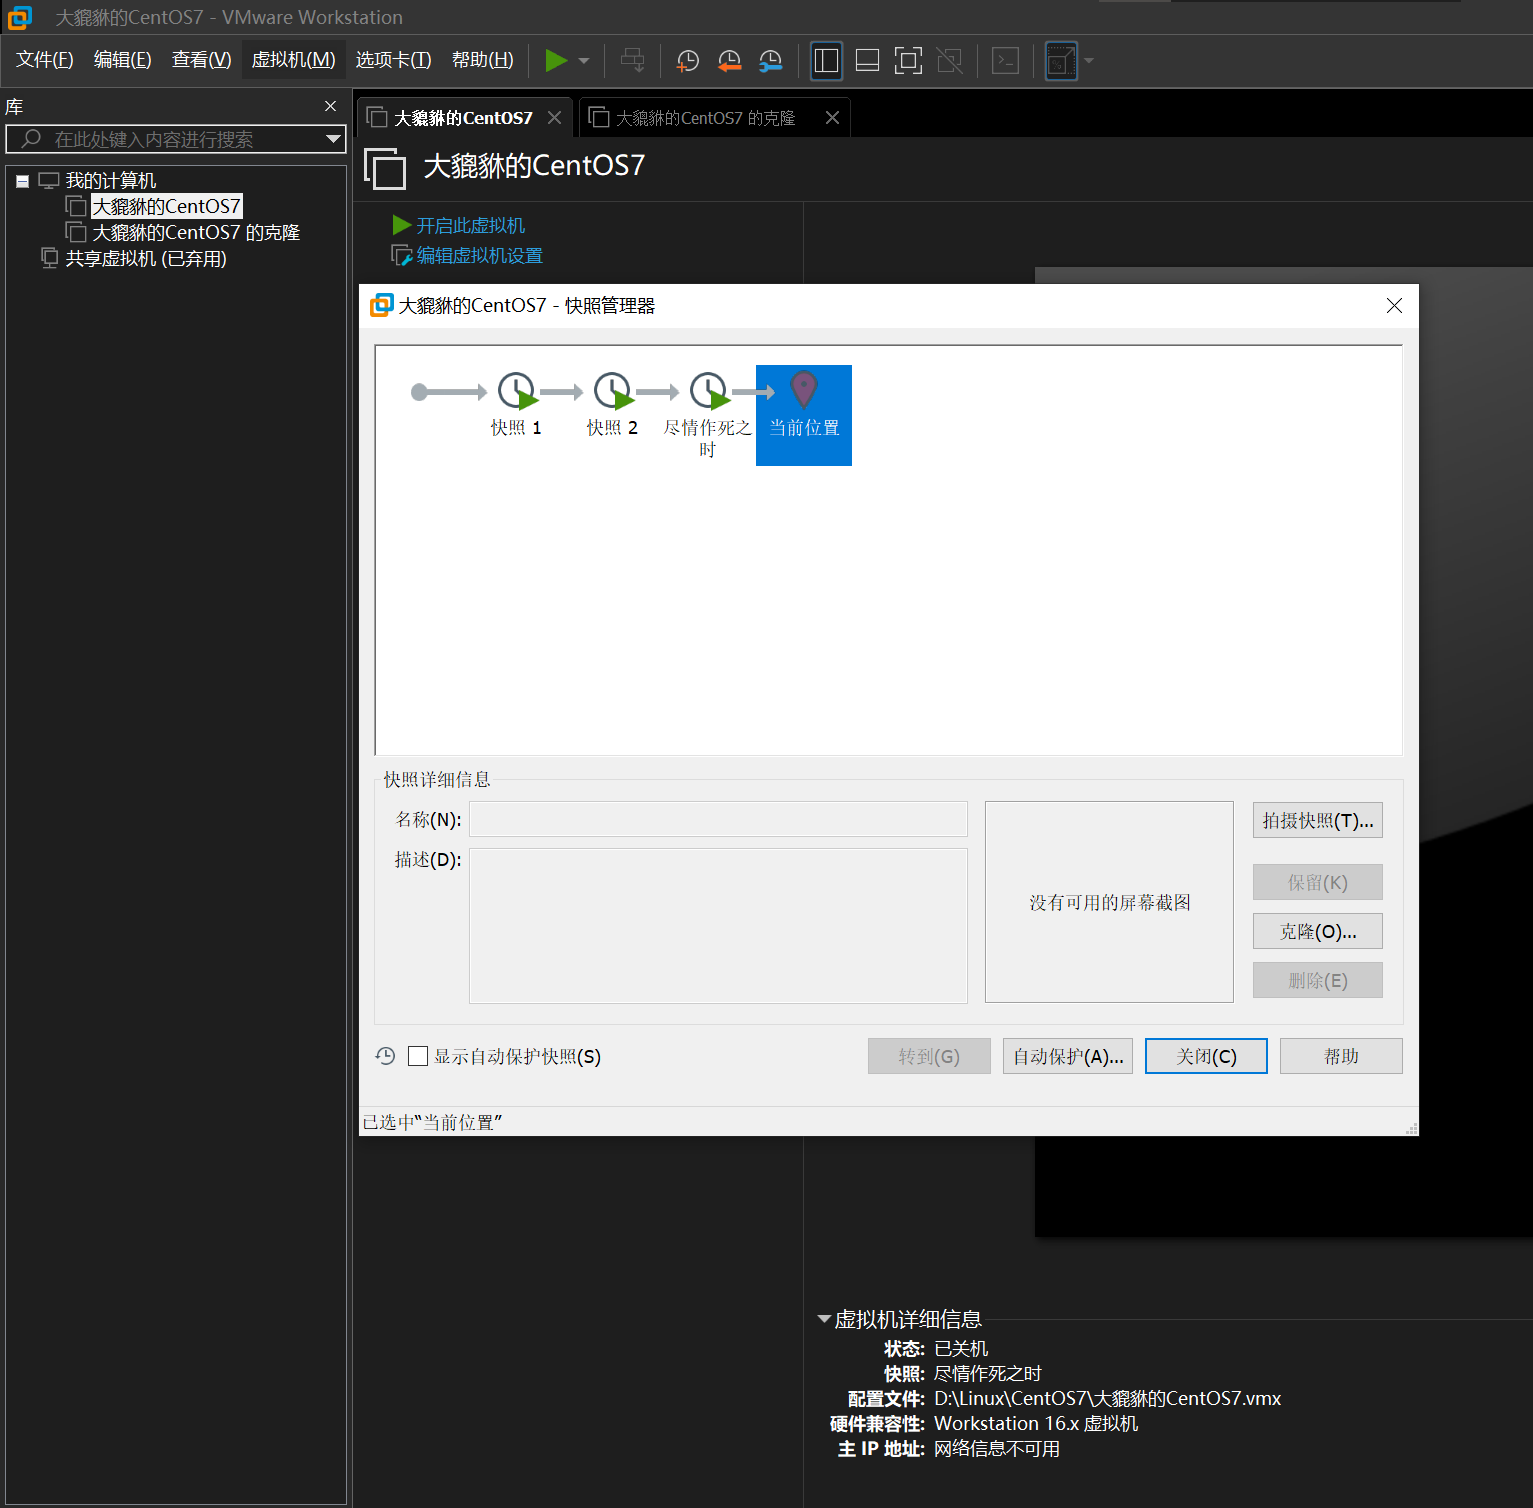 大貔貅的CentOS7 - VMware Workstation
文件(F) 编辑(E) 查看(V) 虚拟机(M) 选项卡(T) 帮助(H)
库
在此处键入内容进行搜索
我的计算机
大貔貅的CentOS7
大貔貅的CentOS7 的克隆
共享虚拟机 (已弃用)
大貔貅的CentOS7
大貔貅的CentOS7 的克隆
大貔貅的CentOS7
开启此虚拟机
编辑虚拟机设置
大貔貅的CentOS7 - 快照管理器
快照 1
快照 2
尽情作死之
时
当前位置
快照详细信息
名称(N):
描述(D):
没有可用的屏幕截图
拍摄快照(T)...
保留(K)
克隆(O)...
删除(E)
显示自动保护快照(S)
转到(G)
自动保护(A)...
关闭(C)
帮助
已选中“当前位置”
虚拟机详细信息
状态: 已关机
快照: 尽情作死之时
配置文件: D:\Linux\CentOS7\大貔貅的CentOS7.vmx
硬件兼容性: Workstation 16.x 虚拟机
主 IP 地址: 网络信息不可用